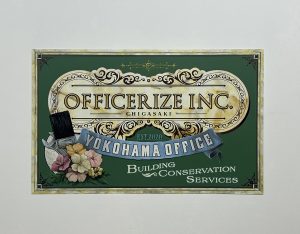 OFFICERIZE INC.
CHIGASAKI
EST.2020
YOKOHAMA OFFICE
BUILDING
CONSERVATION
SERVICES